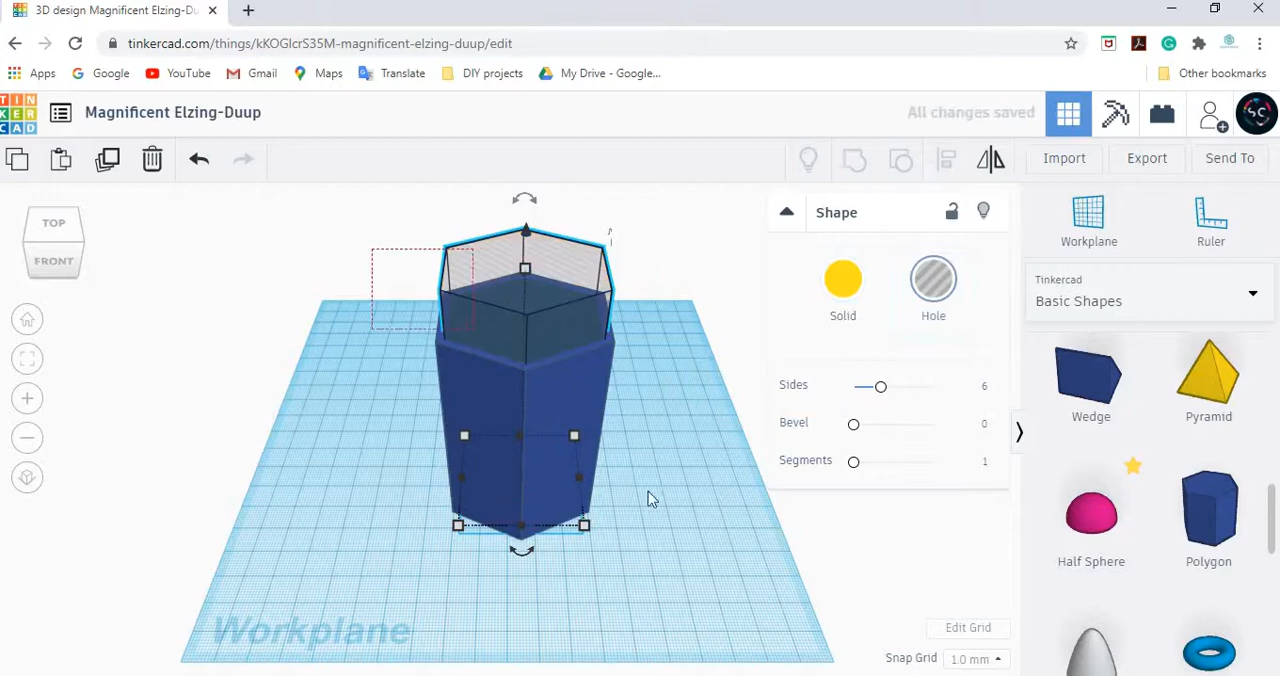 3D design Magnificent Elzing-Du
tinkercad.com/things/kKOGlcrS35M-magnificent-elzing-duup/edit
Apps Google YouTube Gmail Maps Translate DIY projects My Drive - Google... Other bookmarks
TIN
KER
CAD
Magnificent Elzing-Duup
All changes saved
SC
Import Export Send To
TOP
FRONT
Shape
Solid Hole
Sides 6
Bevel 0
Segments 1
Workplane Ruler
Tinkercad
Basic Shapes
Wedge Pyramid
Half Sphere Polygon
Workplane
Edit Grid
Snap Grid 1.0 mm